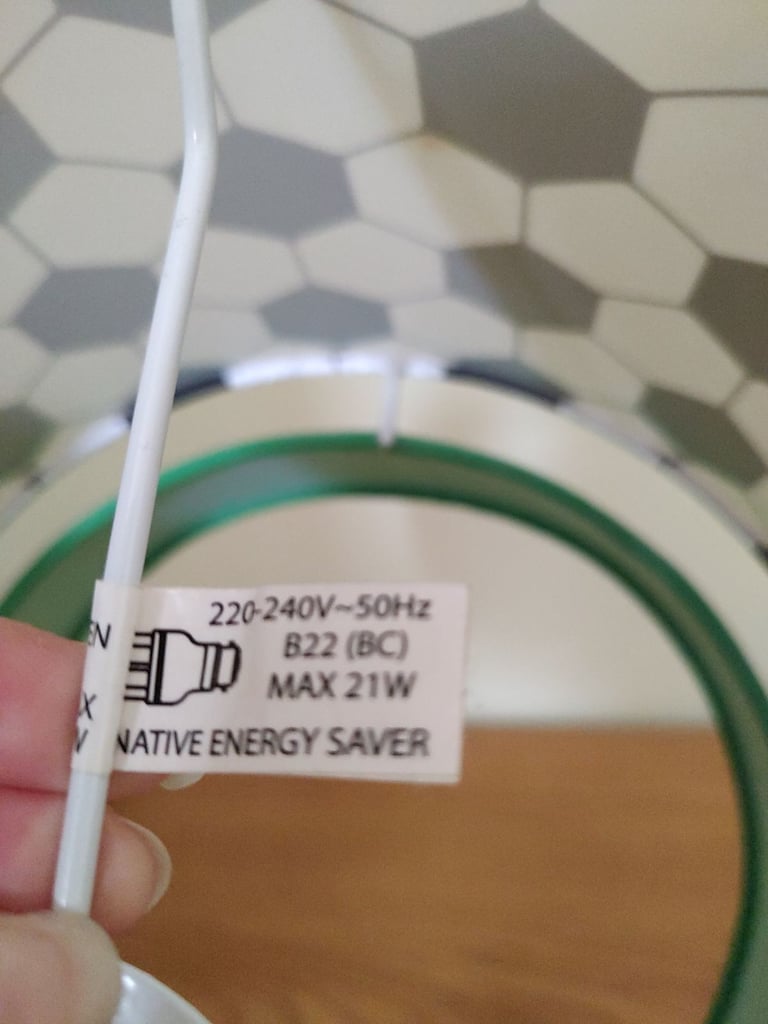 220-240V~50Hz
B22 (BC)
MAX 21W
NATIVE ENERGY SAVER